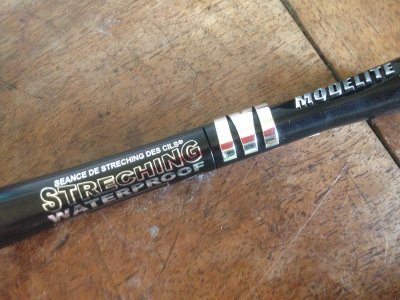 SEANCE DE STRECHING DES CILS®
STRECHING
WATERPROOF
MODELITE